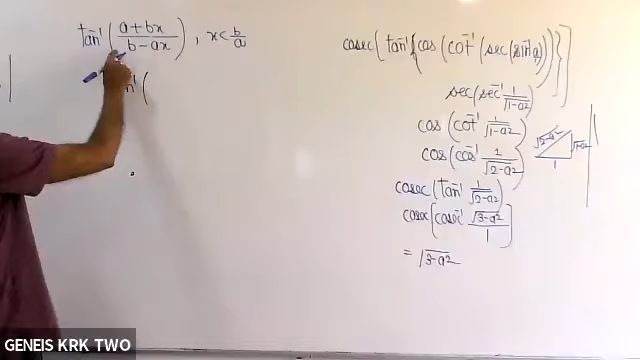 tan⁻¹ (a + bx / b − ax) , x < b/a
n⁻¹ (
cosec (tan⁻¹ { cos (cot⁻¹ (sec (sin⁻¹ a)))}}
sec (sec⁻¹ 1/√1−a²)
cos (cot⁻¹ 1/√1−a²)
cos (cos⁻¹ 1/√2−a²)
√2−a² √1−a² 1
cosec (tan⁻¹ 1/√2−a²)
cosec [cosec⁻¹ √3−a²/1]
= √3−a²
GENEIS KRK TWO